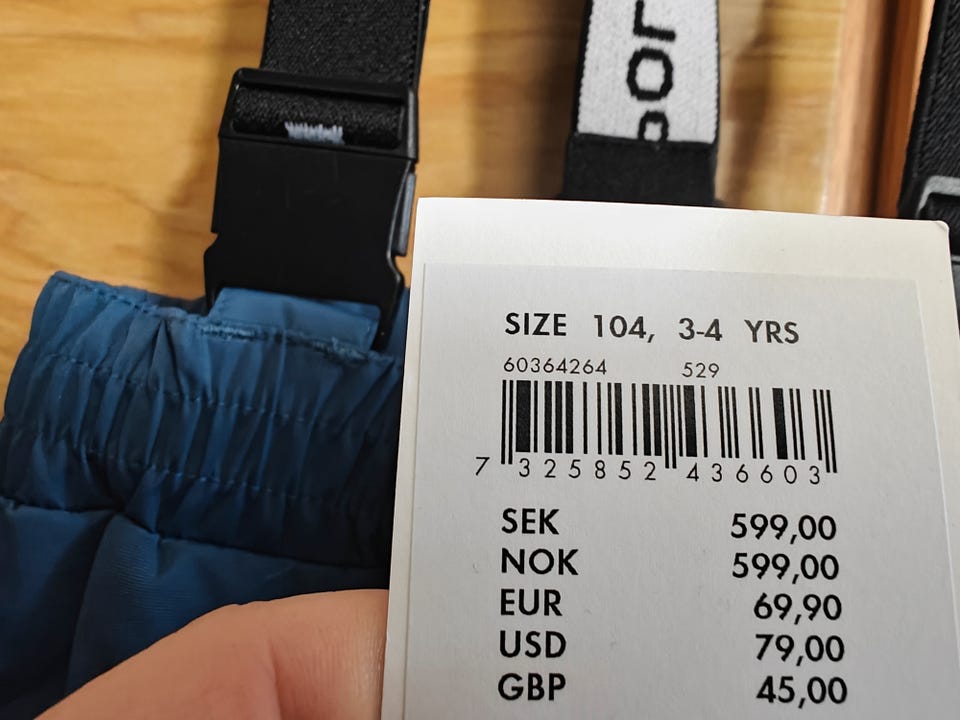 SIZE 104, 3-4 YRS
60364264 529
7 325852 436603
SEK 599,00
NOK 599,00
EUR 69,90
USD 79,00
GBP 45,00